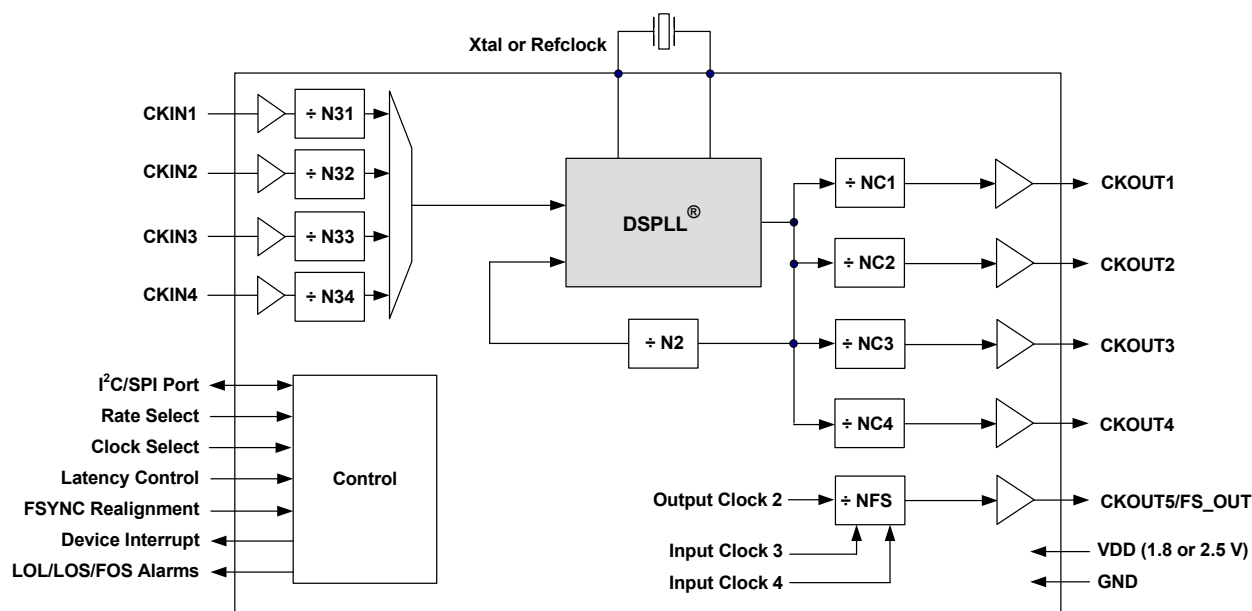 Xtal or Refclock
CKIN1
÷ N31
CKIN2
÷ N32
CKIN3
÷ N33
CKIN4
÷ N34
DSPLL®
÷ N2
÷ NC1
CKOUT1
÷ NC2
CKOUT2
÷ NC3
CKOUT3
÷ NC4
CKOUT4
Output Clock 2
÷ NFS
CKOUT5/FS_OUT
Input Clock 3
Input Clock 4
VDD (1.8 or 2.5 V)
GND
I²C/SPI Port
Rate Select
Clock Select
Latency Control
FSYNC Realignment
Device Interrupt
LOL/LOS/FOS Alarms
Control